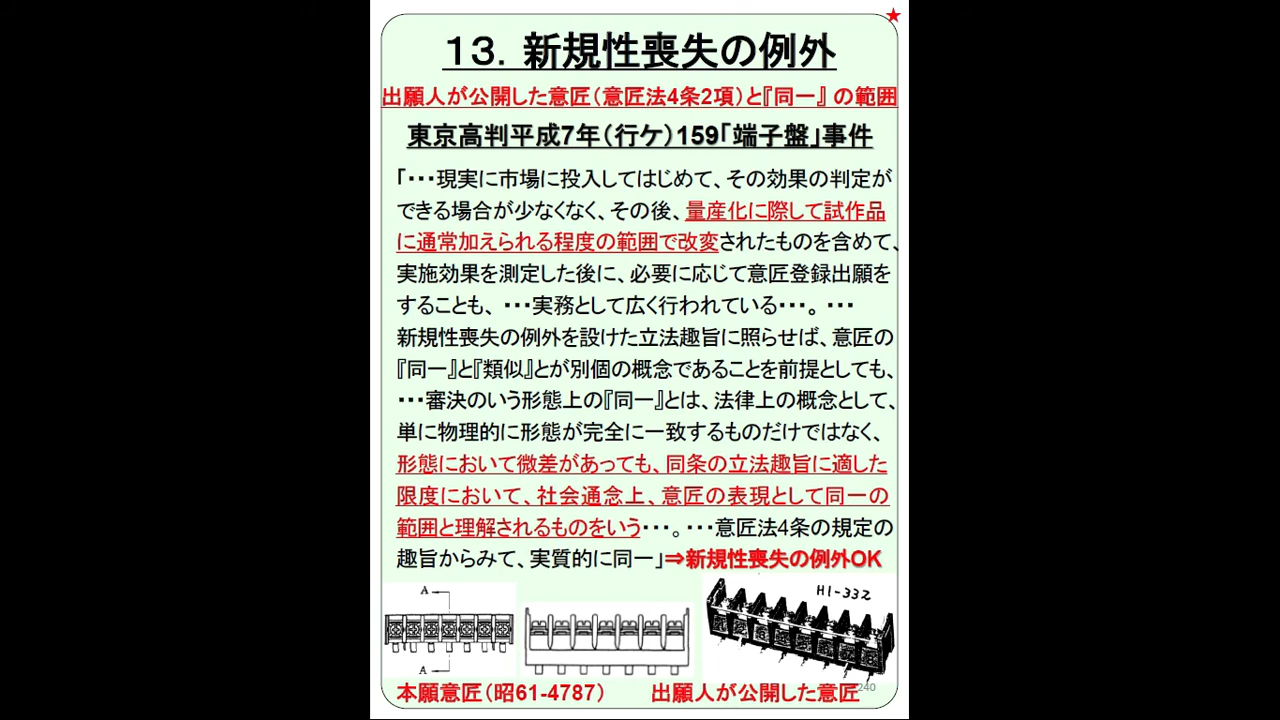 ★
１３．新規性喪失の例外
出願人が公開した意匠（意匠法4条2項）と『同一』の範囲
東京高判平成7年（行ケ）159「端子盤」事件
「・・・現実に市場に投入してはじめて、その効果の判定が
できる場合が少なくなく、その後、量産化に際して試作品
に通常加えられる程度の範囲で改変されたものを含めて、
実施効果を測定した後に、必要に応じて意匠登録出願を
することも、・・・実務として広く行われている・・・。・・・
新規性喪失の例外を設けた立法趣旨に照らせば、意匠の
『同一』と『類似』とが別個の概念であることを前提としても、
・・・審決のいう形態上の『同一』とは、法律上の概念として、
単に物理的に形態が完全に一致するものだけではなく、
形態において微差があっても、同条の立法趣旨に適した
限度において、社会通念上、意匠の表現として同一の
範囲と理解されるものをいう・・・。・・・意匠法4条の規定の
趣旨からみて、実質的に同一」⇒新規性喪失の例外OK
A
A
H1-332
本願意匠（昭61-4787）　出願人が公開した意匠
240